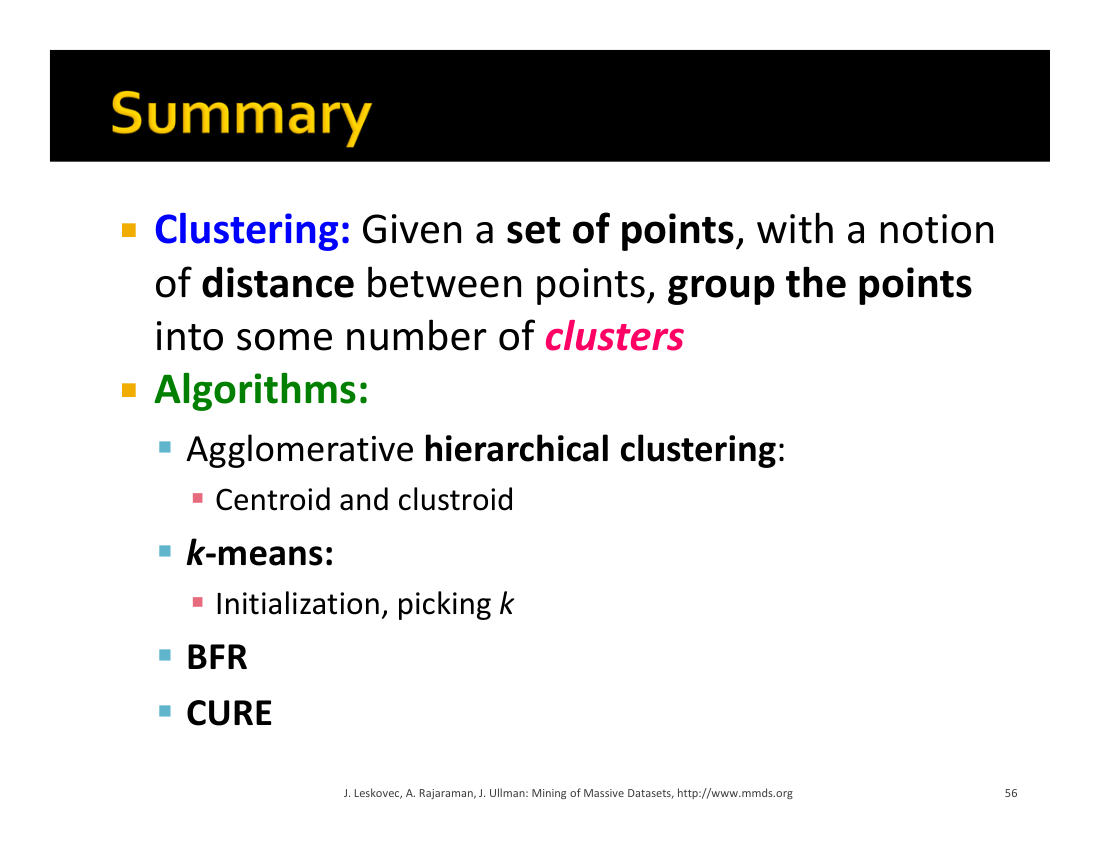 Summary
Clustering: Given a set of points, with a notion
of distance between points, group the points
into some number of clusters
Algorithms:
Agglomerative hierarchical clustering:
Centroid and clustroid
k-means:
Initialization, picking k
BFR
CURE
J. Leskovec, A. Rajaraman, J. Ullman: Mining of Massive Datasets, http://www.mmds.org
56